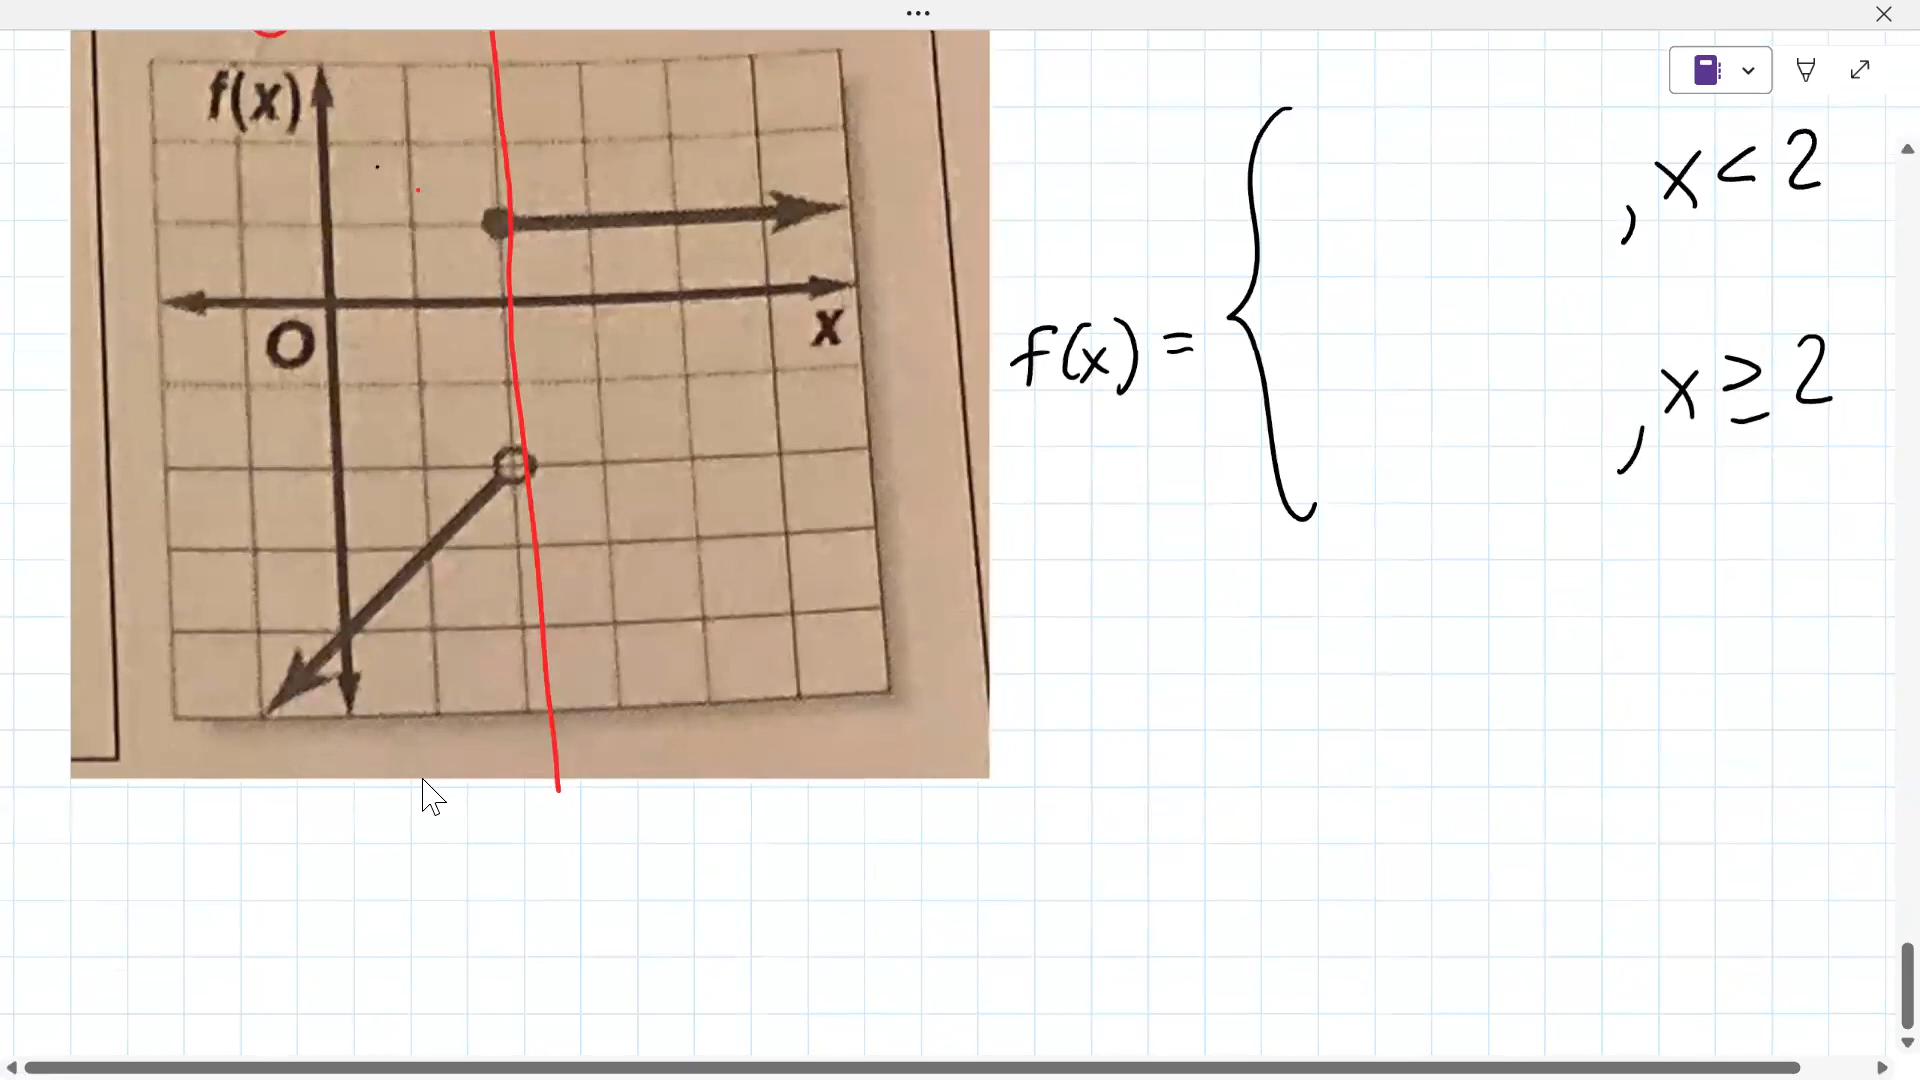 f(x)
O
x
f(x) = {
, x < 2
, x ≥ 2